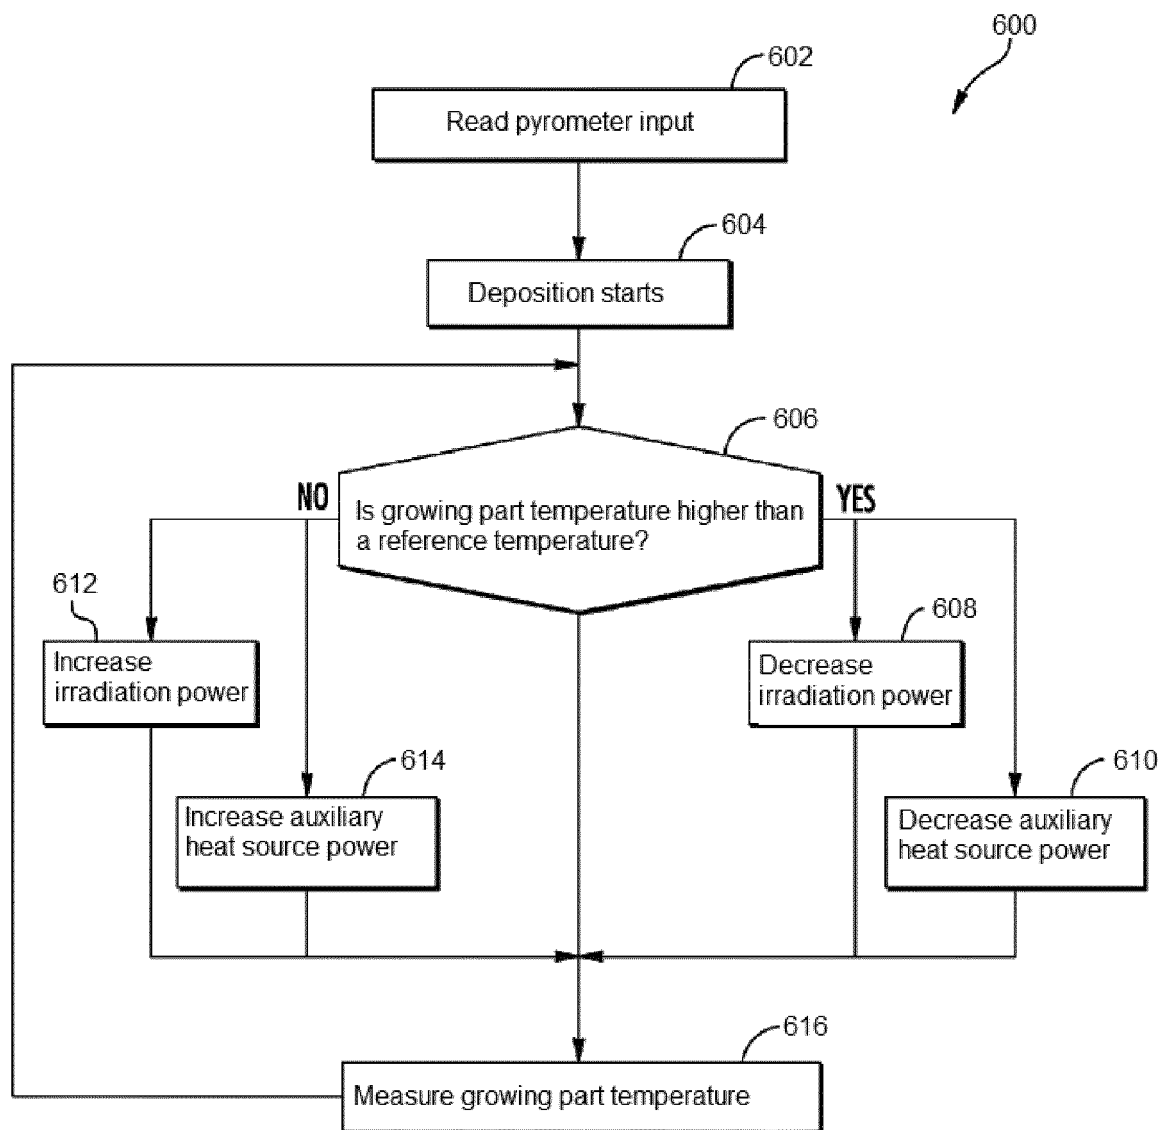 600
602
Read pyrometer input
604
Deposition starts
606
NO
YES
Is growing part temperature higher than
a reference temperature?
612
608
Increase
irradiation power
Decrease
irradiation power
614
610
Increase auxiliary
heat source power
Decrease auxiliary
heat source power
616
Measure growing part temperature